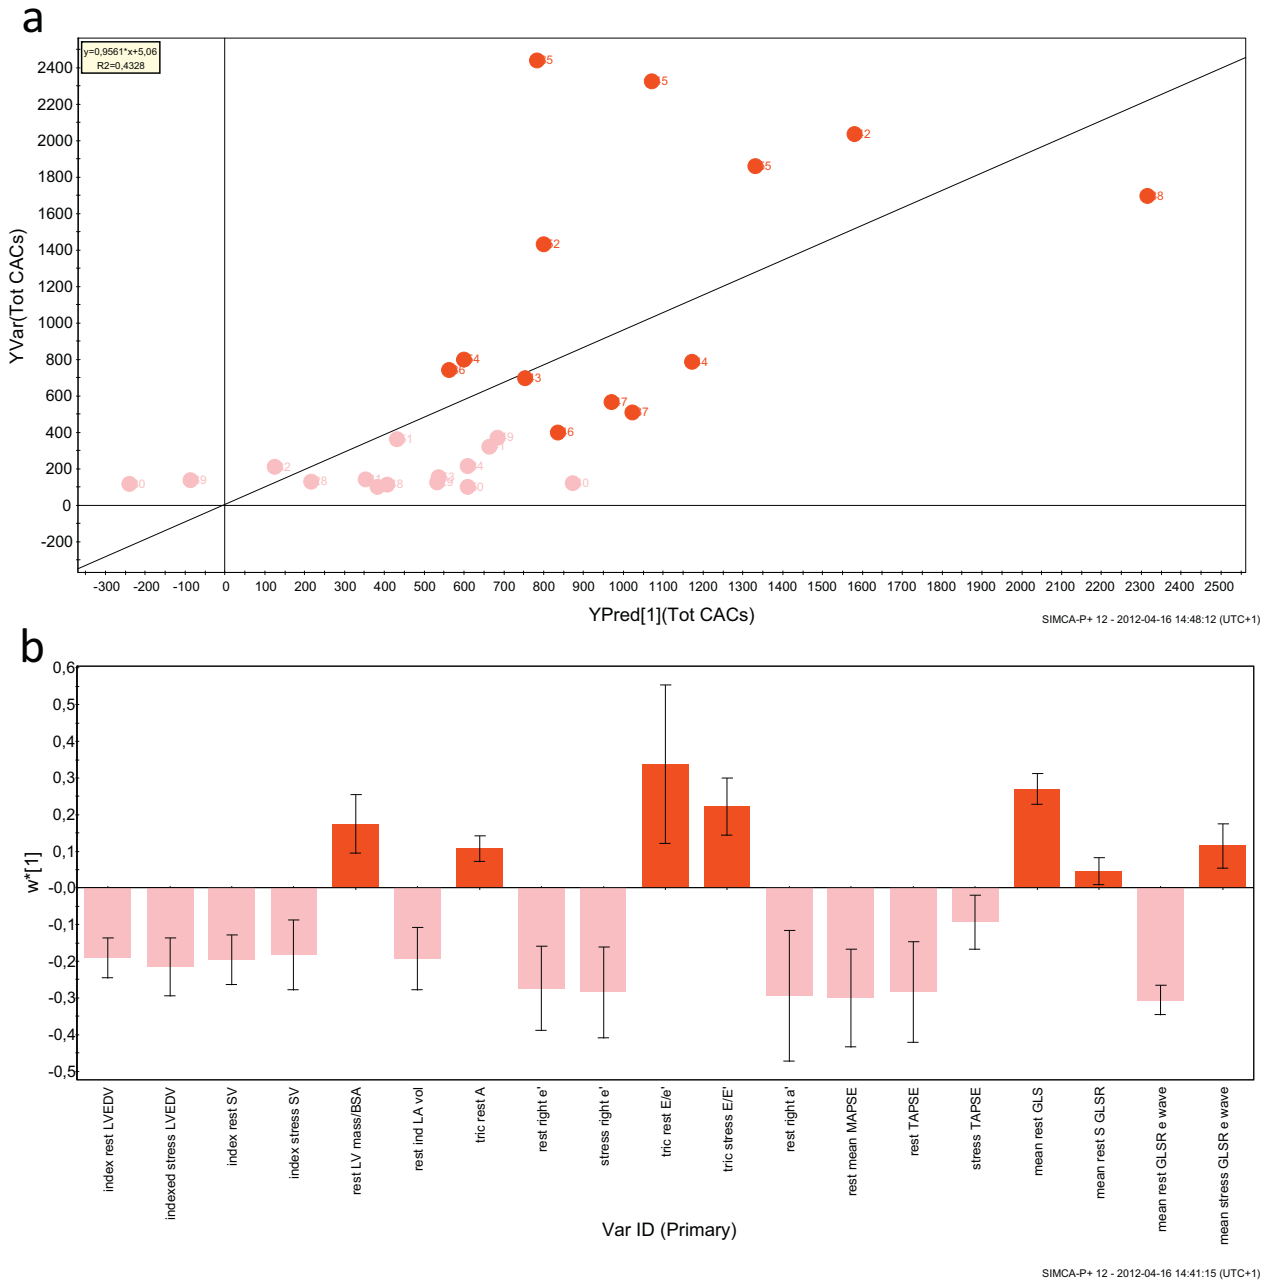 a
y=0,9561*x+5,06
R2=0,4328
2400
2200
2000
1800
1600
1400
1200
1000
800
600
400
200
0
-200
YVar(Tot CACs)
-300 -200 -100 0 100 200 300 400 500 600 700 800 900 1000 1100 1200 1300 1400 1500 1600 1700 1800 1900 2000 2100 2200 2300 2400 2500
YPred[1](Tot CACs)
SIMCA-P+ 12 - 2012-04-16 14:48:12 (UTC+1)
b
0,6
0,5
0,4
0,3
0,2
0,1
-0,0
-0,1
-0,2
-0,3
-0,4
-0,5
w*[1]
index rest LVEDV
indexed stress LVEDV
index rest SV
index stress SV
rest LV mass/BSA
rest ind LA vol
tric rest A
rest right e'
stress right e'
tric rest E/e'
tric stress E/E'
rest right a'
rest mean MAPSE
rest TAPSE
stress TAPSE
mean rest GLS
mean rest S GLSR
mean rest GLSR e wave
mean stress GLSR e wave
Var ID (Primary)
SIMCA-P+ 12 - 2012-04-16 14:41:15 (UTC+1)